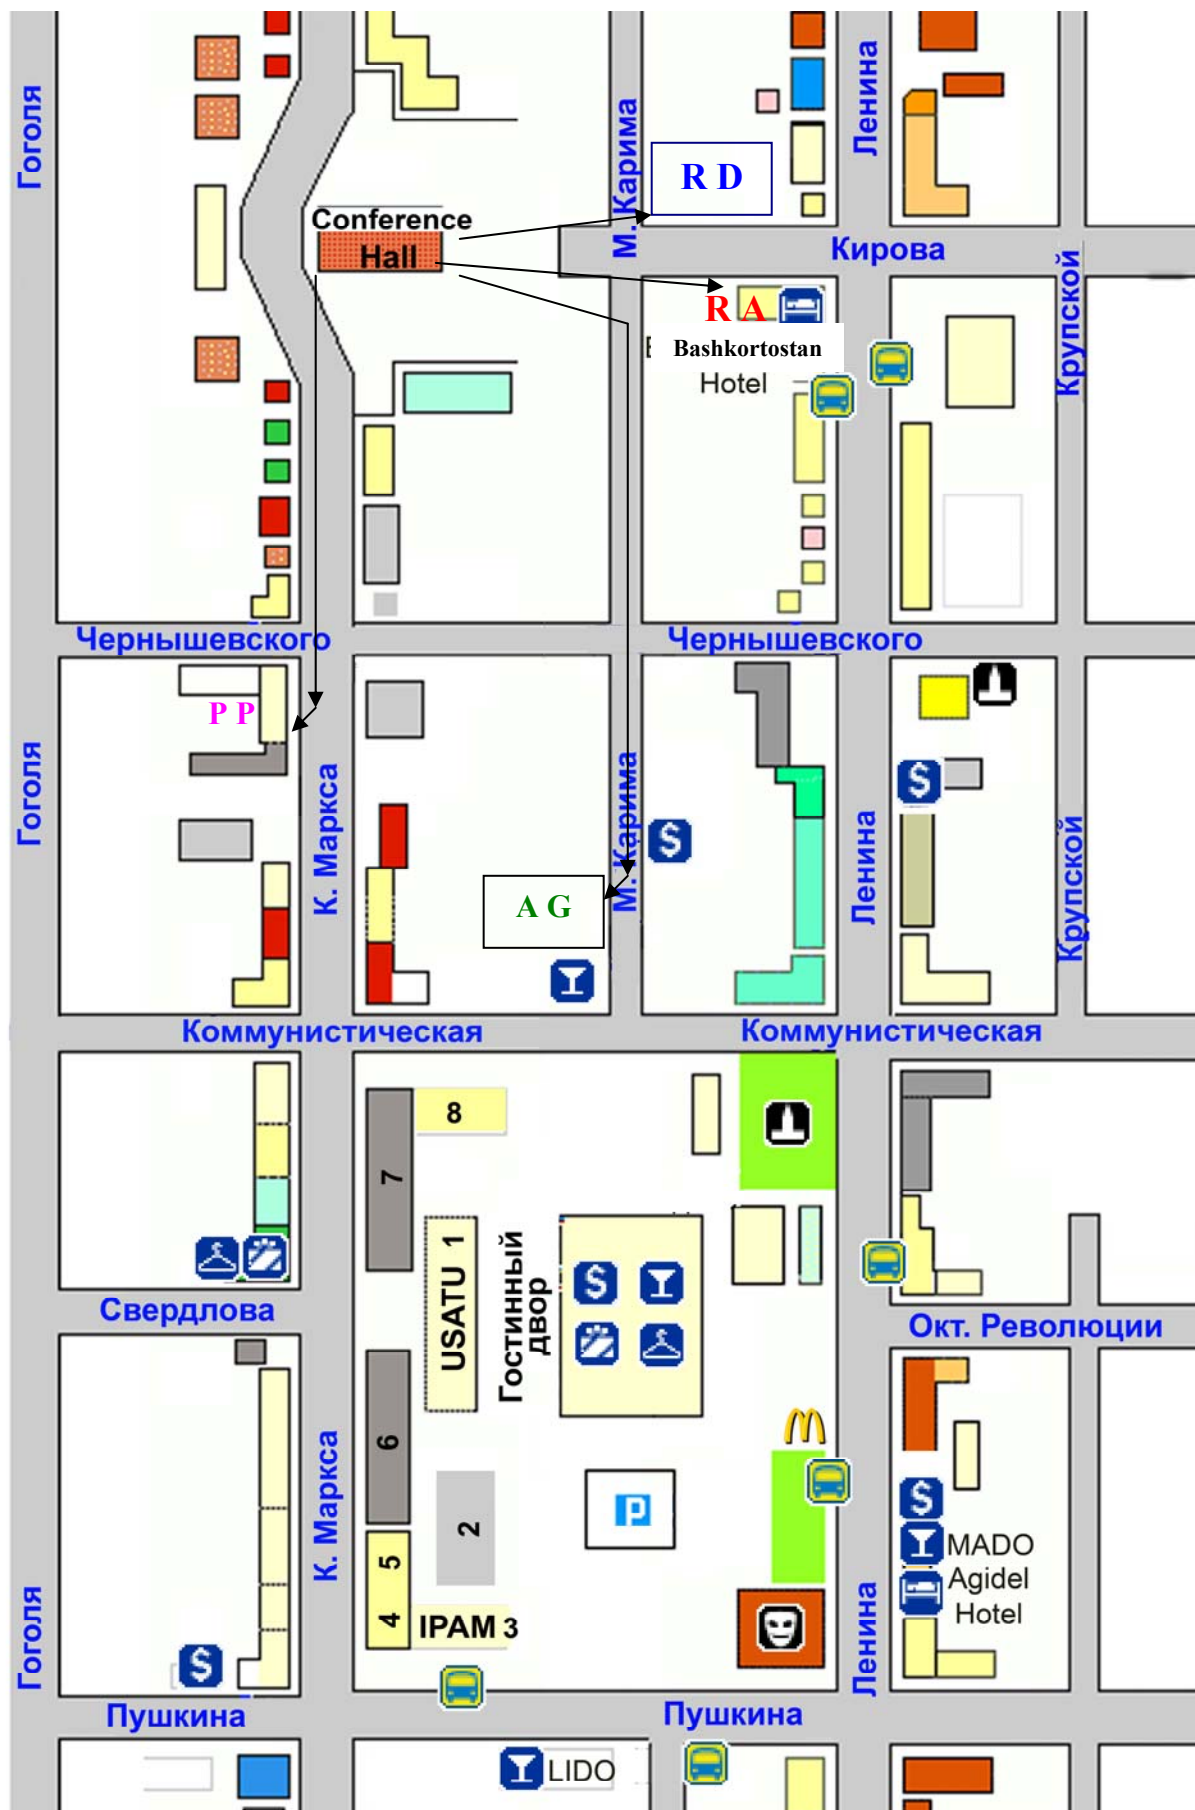 Гоголя
М. Карима
Ленина
R D
Conference
Hall
Кирова
Крупской
R A
Bashkortostan
Hotel
Чернышевского
Чернышевского
P P
Гоголя
К. Маркса
М. Карима
$
$
Ленина
Крупской
A G
Коммунистическая
Коммунистическая
8
7
USATU 1
Гостинный
двор
$
Свердлова
Окт. Революции
6
К. Маркса
2
P
5
4
IPAM 3
$
MADO
Agidel
Hotel
Гоголя
Ленина
$
Пушкина
Пушкина
LIDO